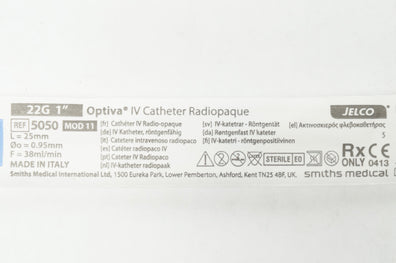 22G 1" Optiva® IV Catheter Radiopaque JELCO
REF 5050 MOD 11
L = 25mm
Øo = 0.95mm
F = 38ml/min
MADE IN ITALY
[fr] Cathéter IV Radio-opaque
[de] IV Katheter, röntgenfähig
[it] Catetere intravenoso radiopaco
[es] Catéter radiopaco IV
[pt] Catéter IV radiopaco
[nl] IV katheter radiopaak
[sv] IV-katetrar - Röntgentät
[da] Røntgenfast IV kateter
[fi] IV-katetri - röntgenpositiivinen
[el] Ακτινοσκιερός φλεβοκαθετήρας
5
STERILE EO
Rx ONLY CE 0413
Smiths Medical International Ltd, 1500 Eureka Park, Lower Pemberton, Ashford, Kent TN25 4BF, UK
smiths medical